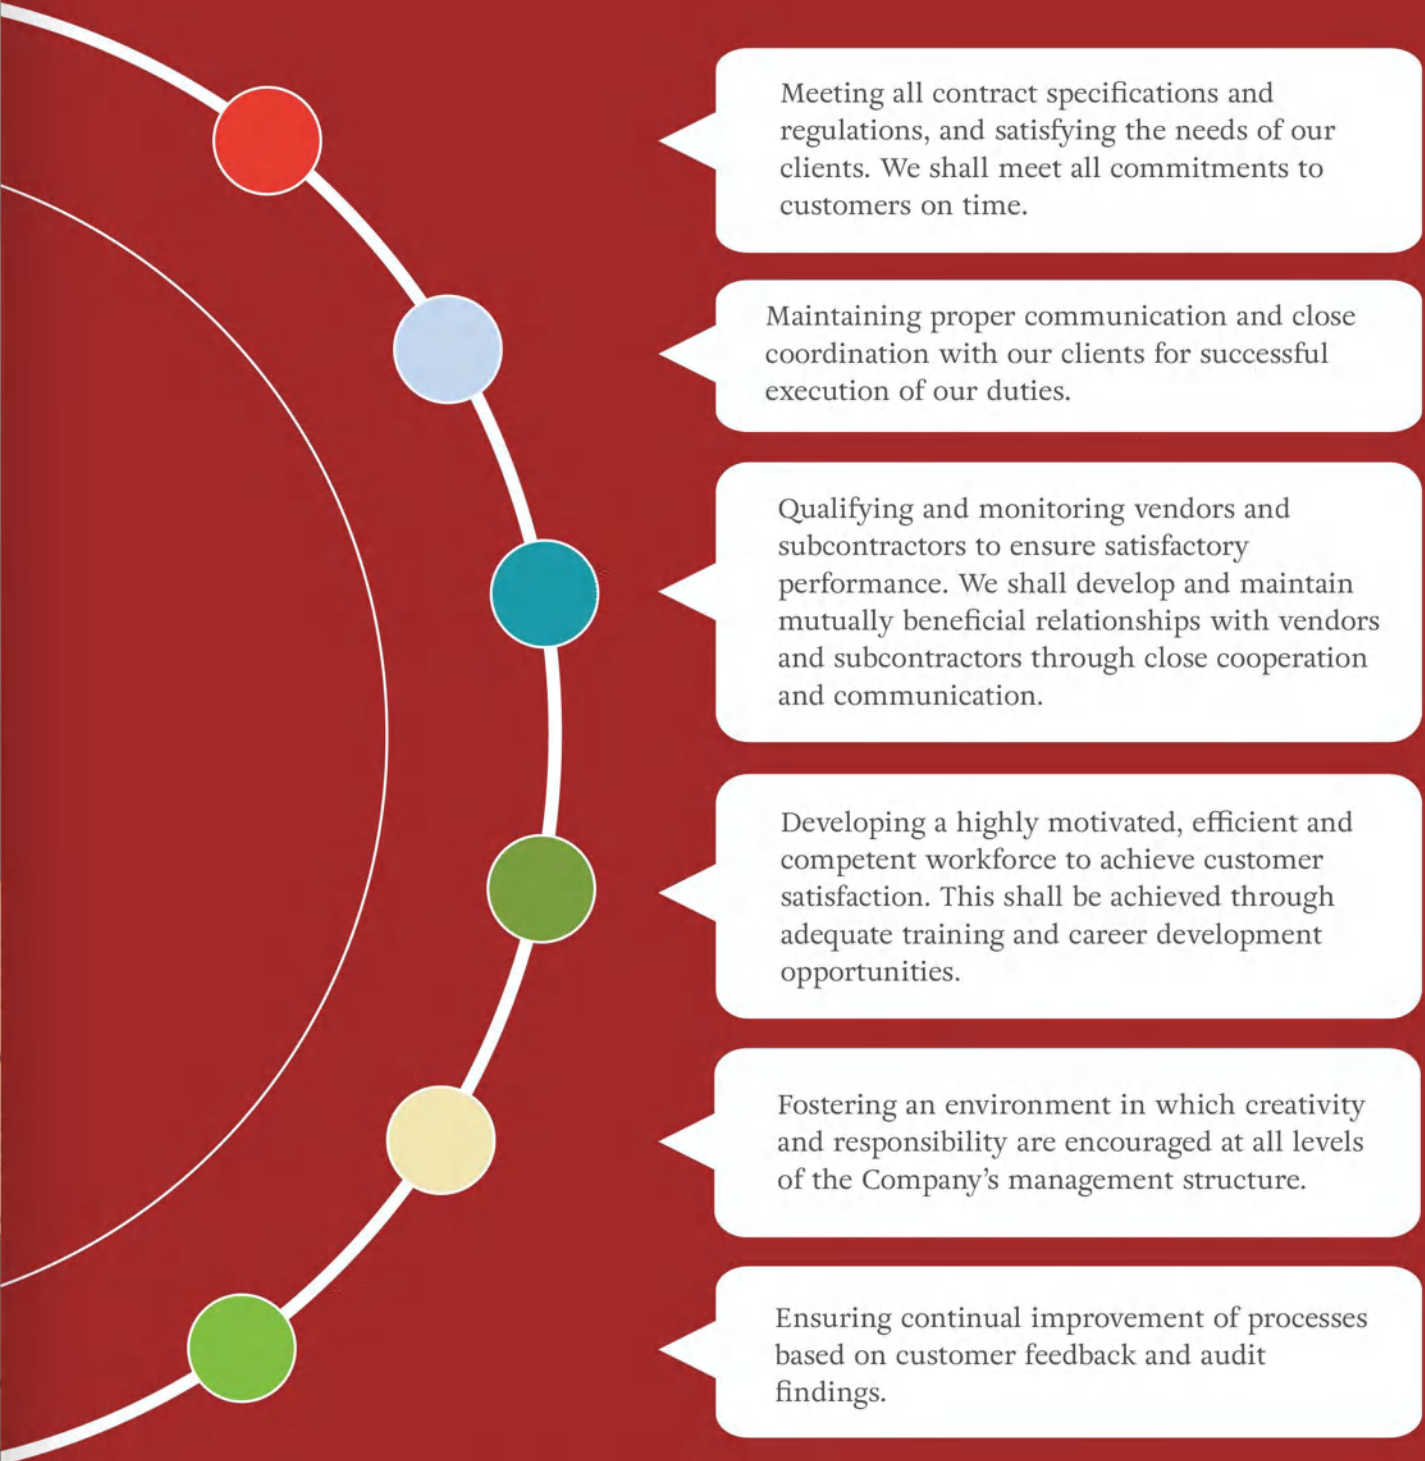 Meeting all contract specifications and
regulations, and satisfying the needs of our
clients. We shall meet all commitments to
customers on time.
Maintaining proper communication and close
coordination with our clients for successful
execution of our duties.
Qualifying and monitoring vendors and
subcontractors to ensure satisfactory
performance. We shall develop and maintain
mutually beneficial relationships with vendors
and subcontractors through close cooperation
and communication.
Developing a highly motivated, efficient and
competent workforce to achieve customer
satisfaction. This shall be achieved through
adequate training and career development
opportunities.
Fostering an environment in which creativity
and responsibility are encouraged at all levels
of the Company’s management structure.
Ensuring continual improvement of processes
based on customer feedback and audit
findings.